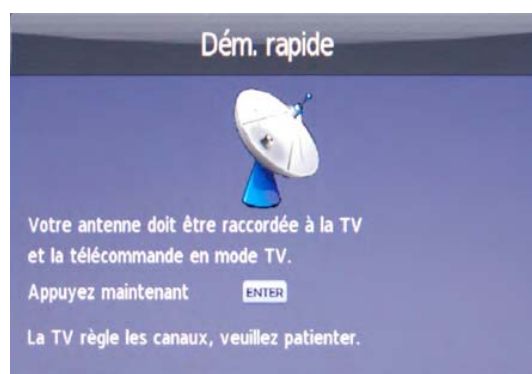 Dém. rapide
Votre antenne doit être raccordée à la TV
et la télécommande en mode TV.
Appuyez maintenant ENTER
La TV règle les canaux, veuillez patienter.